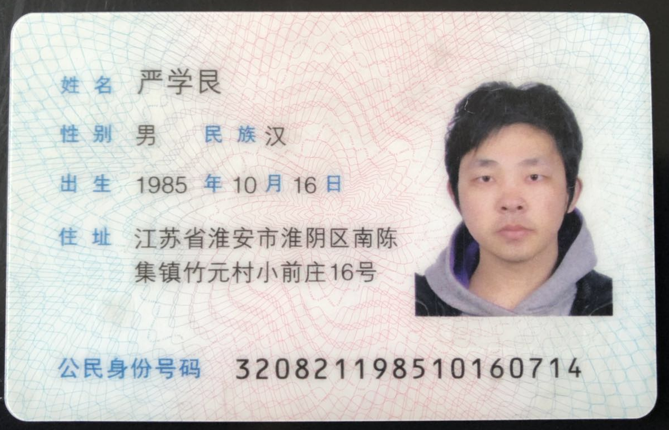 姓名 严学艮
性别 男 民族 汉
出生 1985 年 10 月 16 日
住址 江苏省淮安市淮阴区南陈
集镇竹元村小前庄16号
公民身份号码 320821198510160714